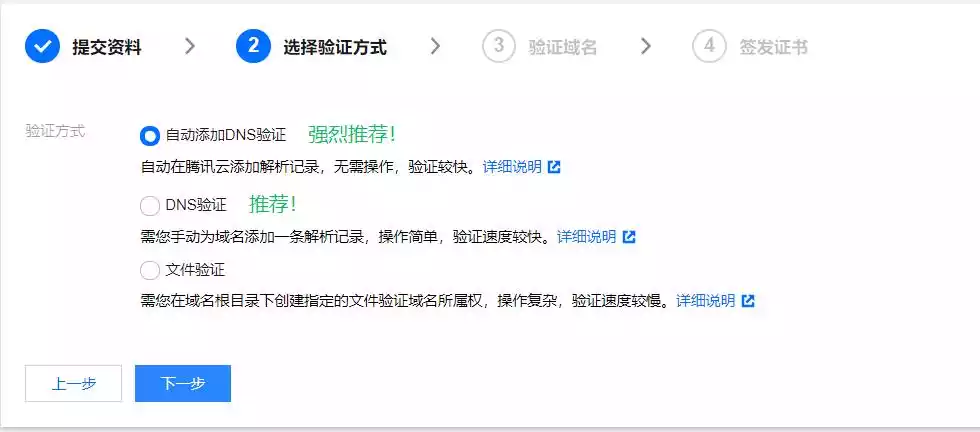 提交资料 > 2 选择验证方式 > 3 验证域名 > 4 签发证书
验证方式
自动添加DNS验证 强烈推荐!
自动在腾讯云添加解析记录，无需操作，验证较快。详细说明
DNS验证 推荐!
需您手动为域名添加一条解析记录，操作简单，验证速度较快。详细说明
文件验证
需您在域名根目录下创建指定的文件验证域名所属权，操作复杂，验证速度较慢。详细说明
上一步 下一步